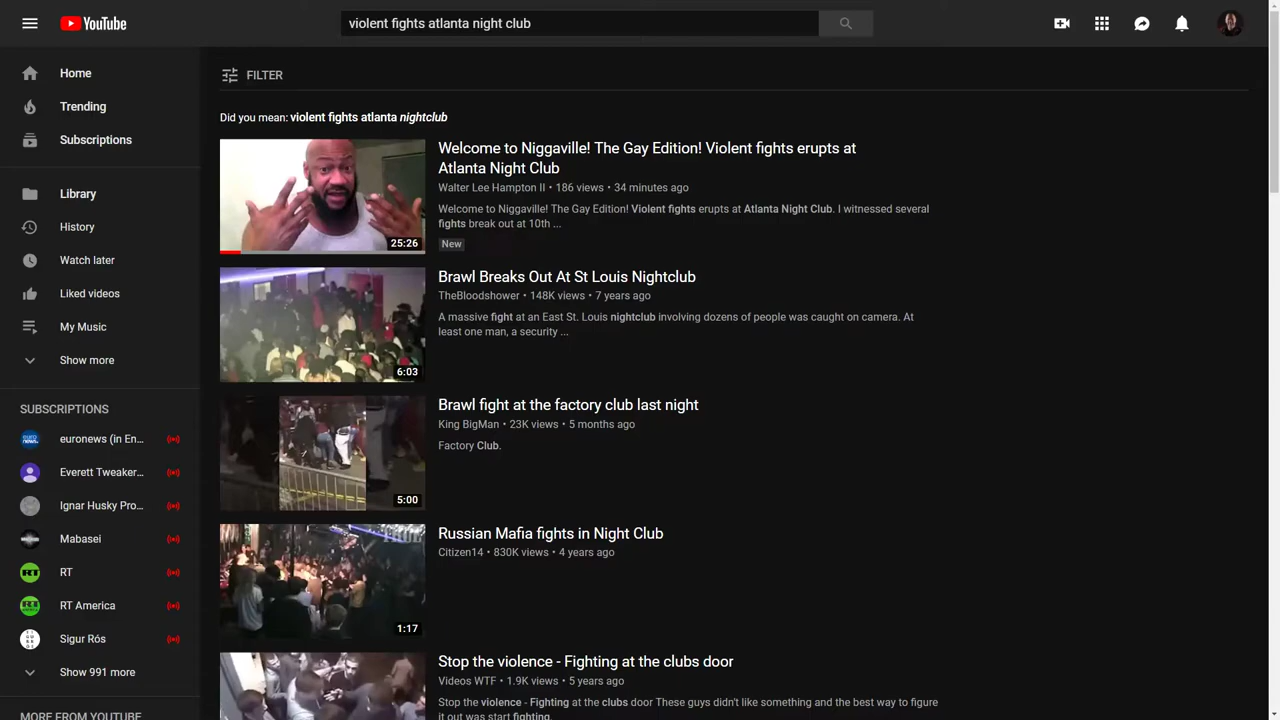 YouTube
violent fights atlanta night club
Home
Trending
Subscriptions
Library
History
Watch later
Liked videos
My Music
Show more
SUBSCRIPTIONS
euronews (in En...
Everett Tweaker...
Ignar Husky Pro...
Mabasei
RT
RT America
Sigur Rós
Show 991 more
MORE FROM YOUTUBE
FILTER
Did you mean: violent fights atlanta nightclub
25:26
Welcome to Niggaville! The Gay Edition! Violent fights erupts at
Atlanta Night Club
Walter Lee Hampton II • 186 views • 34 minutes ago
Welcome to Niggaville! The Gay Edition! Violent fights erupts at Atlanta Night Club. I witnessed several
fights break out at 10th ...
New
6:03
Brawl Breaks Out At St Louis Nightclub
TheBloodshower • 148K views • 7 years ago
A massive fight at an East St. Louis nightclub involving dozens of people was caught on camera. At
least one man, a security ...
5:00
Brawl fight at the factory club last night
King BigMan • 23K views • 5 months ago
Factory Club.
1:17
Russian Mafia fights in Night Club
Citizen14 • 830K views • 4 years ago
Stop the violence - Fighting at the clubs door
Videos WTF • 1.9K views • 5 years ago
Stop the violence - Fighting at the clubs door These guys didn't like something and the best way to figure
it out was start fighting.